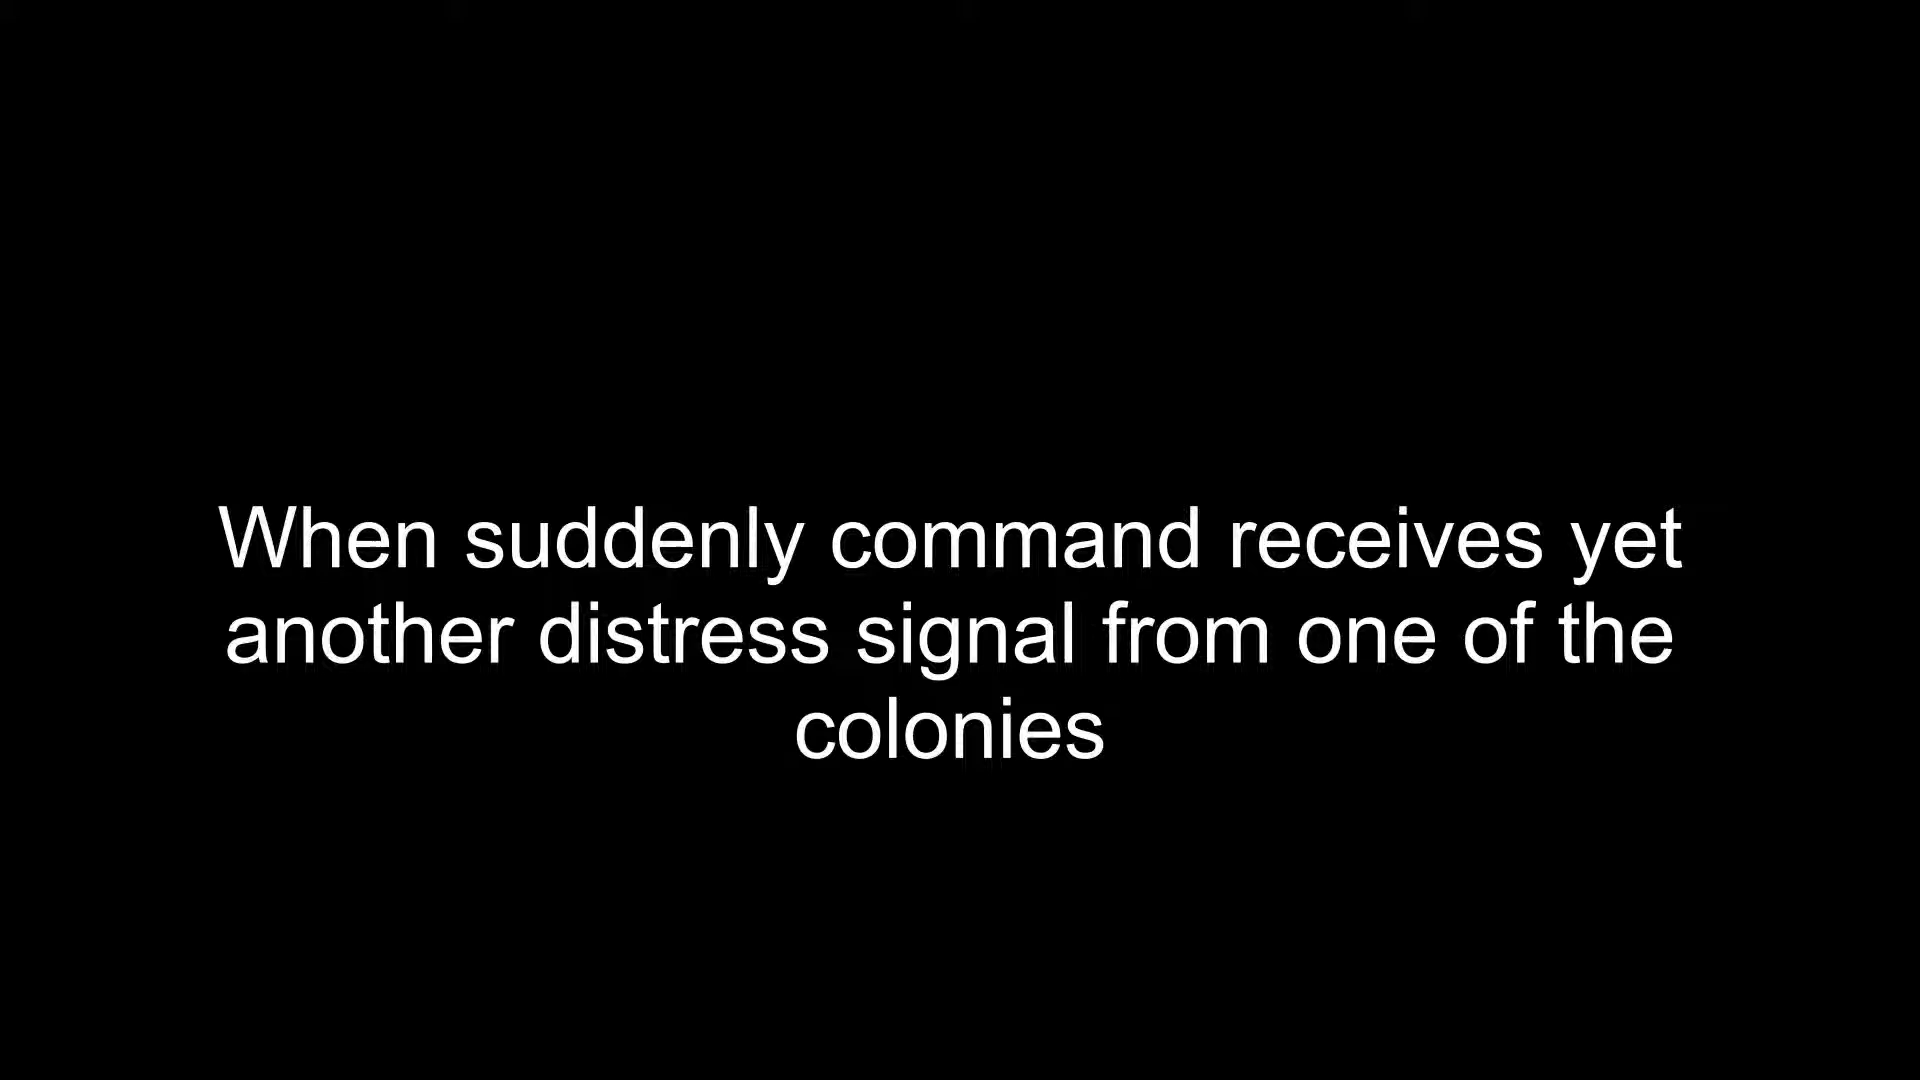 When suddenly command receives yet
another distress signal from one of the
colonies